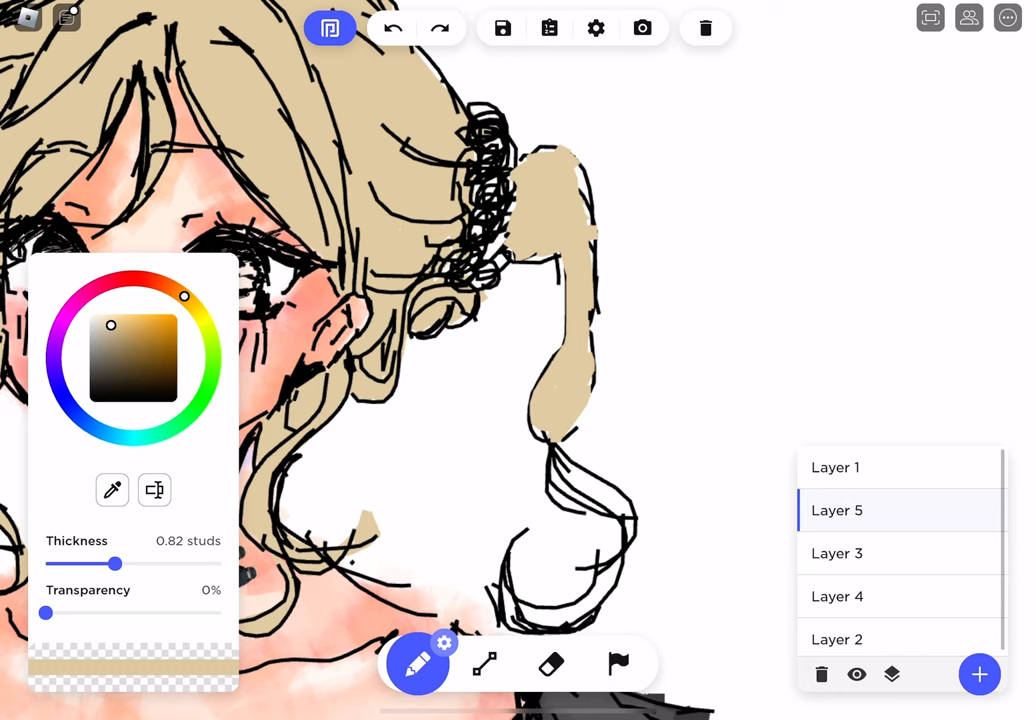 Thickness 0.82 studs
Transparency 0%
Layer 1
Layer 5
Layer 3
Layer 4
Layer 2